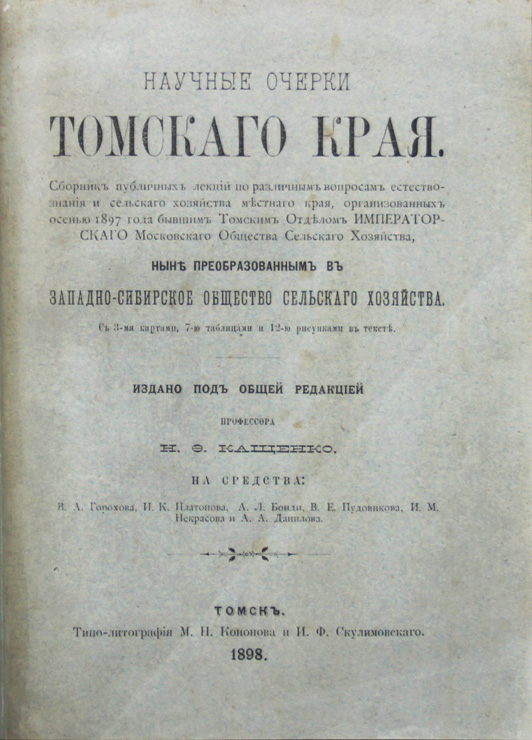 НАУЧНЫЕ ОЧЕРКИ
ТОМСКАГО КРАЯ.
Сборникъ публичныхъ лекцій по различнымъ вопросамъ естество-
знанія и сельскаго хозяйства мѣстнаго края, организованныхъ
осенью 1897 года бывшимъ Томскимъ Отдѣломъ ИМПЕРАТОР-
СКАГО Московскаго Общества Сельскаго Хозяйства,
НЫНѢ ПРЕОБРАЗОВАННЫМЪ ВЪ
ЗАПАДНО-СИБИРСКОЕ ОБЩЕСТВО СЕЛЬСКАГО ХОЗЯЙСТВА.
Съ 3-мя картами, 7-ю таблицами и 12-ю рисунками въ текстѣ.
ИЗДАНО ПОДЪ ОБЩЕЙ РЕДАКЦІЕЙ
ПРОФЕССОРА
Н. Ѳ. КАЩЕНКО.
НА СРЕДСТВА:
В. А. Горохова, И. К. Платонова, А. Л. Бонди, В. Е. Пудовикова, И. М.
Некрасова и А. А. Данилова.
ТОМСКЪ.
Типо-литографія М. Н. Кононова и И. Ф. Скулимовскаго.
1898.